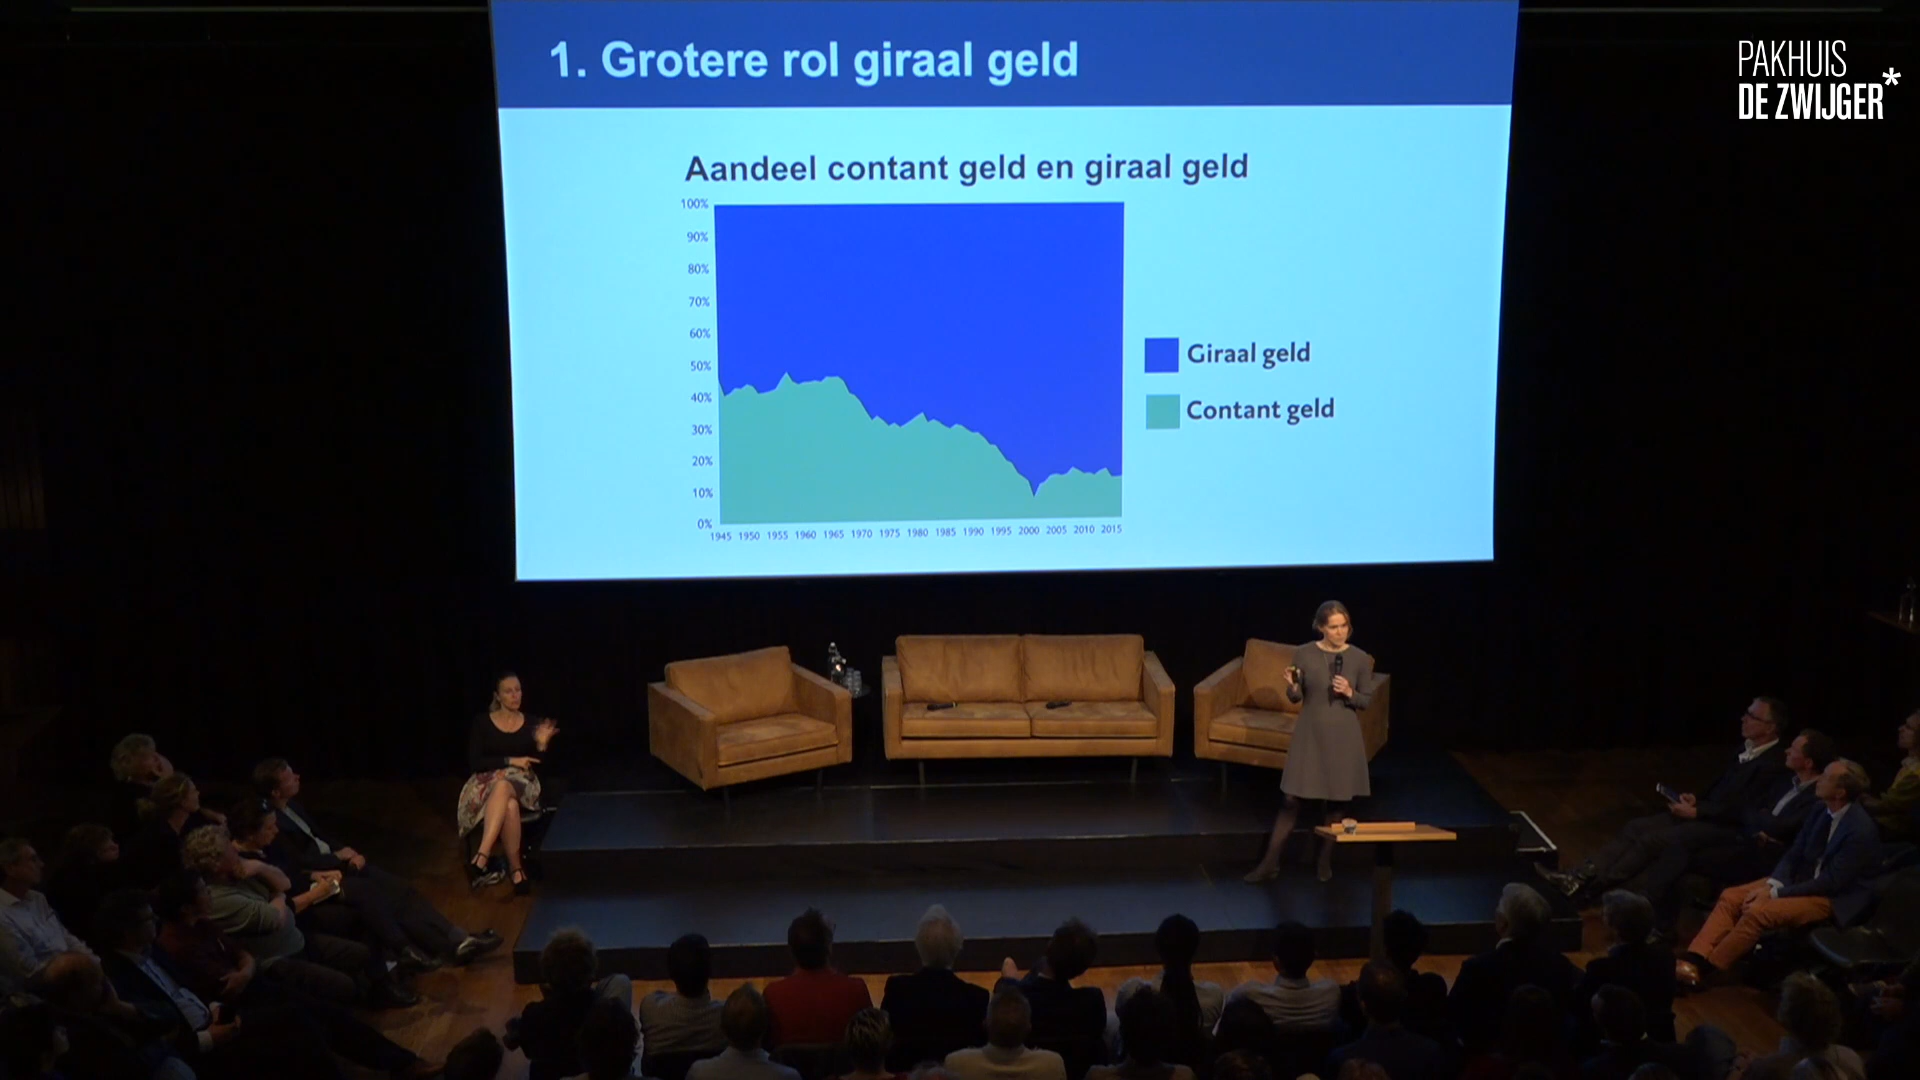 1. Grotere rol giraal geld
PAKHUIS
DE ZWIJGER*
Aandeel contant geld en giraal geld
100%
90%
80%
70%
60%
50%
40%
30%
20%
10%
0%
1945 1950 1955 1960 1965 1970 1975 1980 1985 1990 1995 2000 2005 2010 2015
Giraal geld
Contant geld